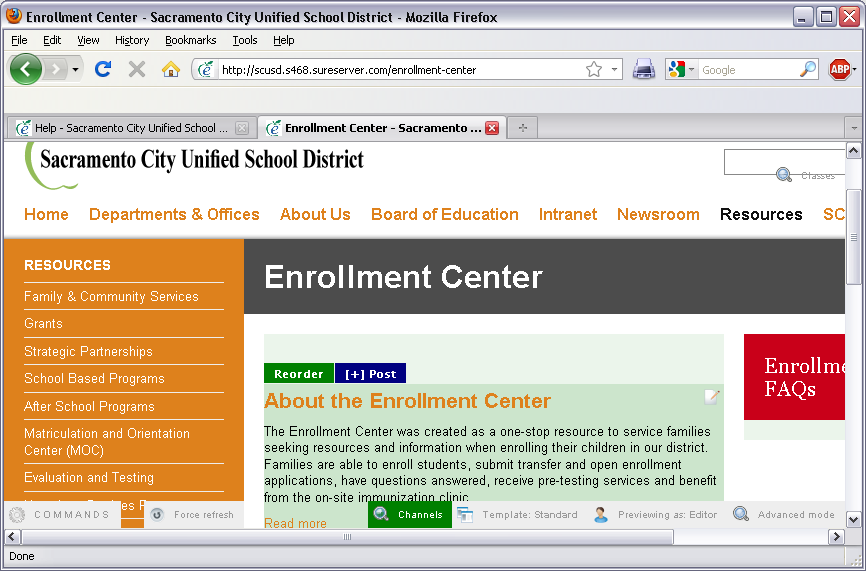 Enrollment Center - Sacramento City Unified School District - Mozilla Firefox
File Edit View History Bookmarks Tools Help
http://scusd.s468.sureserver.com/enrollment-center
Google
ABP
Help - Sacramento City Unified School ...
Enrollment Center - Sacramento ...
Sacramento City Unified School District
Classes
Home Departments & Offices About Us Board of Education Intranet Newsroom Resources SC
RESOURCES
Family & Community Services
Grants
Strategic Partnerships
School Based Programs
After School Programs
Matriculation and Orientation
Center (MOC)
Evaluation and Testing
Enrollment Center
Reorder [+] Post
About the Enrollment Center
The Enrollment Center was created as a one-stop resource to service families
seeking resources and information when enrolling their children in our district.
Families are able to enroll students, submit transfer and open enrollment
applications, have questions answered, receive pre-testing services and benefit
from the on-site immunization clinic
Read more
Enrollme
FAQs
COMMANDS Force refresh Channels Template: Standard Previewing as: Editor Advanced mode
Done